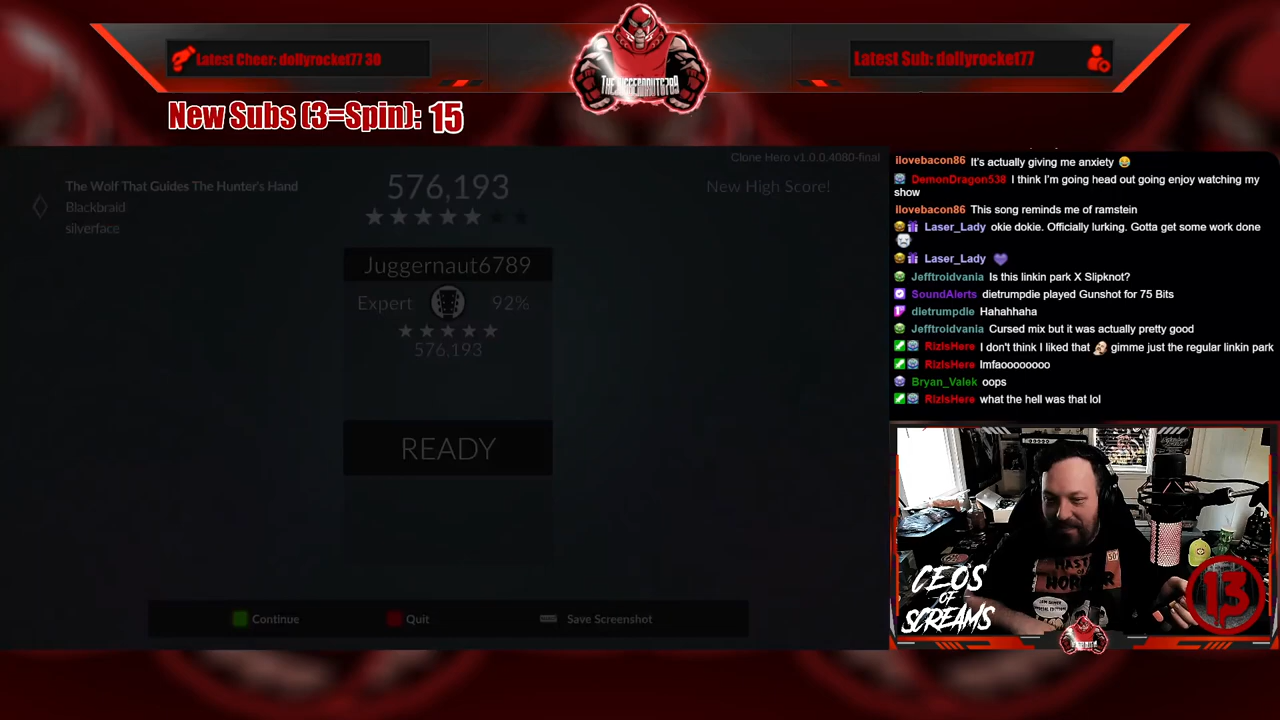 Latest Cheer: dollyrocket77 30
THEJUGGERNAUT6789
Latest Sub: dollyrocket77
New Subs (3=Spin): 15
Clone Hero v1.0.0.4080-final
The Wolf That Guides The Hunter's Hand
Blackbraid
silverface
576,193
New High Score!
Juggernaut6789
Expert
92%
576,193
READY
Continue
Quit
Save Screenshot
ilovebacon86 It's actually giving me anxiety
DemonDragon538 I think I'm going head out going enjoy watching my
show
ilovebacon86 This song reminds me of ramstein
Laser_Lady okie dokie. Officially lurking. Gotta get some work done
Laser_Lady
Jefftroidvania Is this linkin park X Slipknot?
SoundAlerts dietrumpdie played Gunshot for 75 Bits
dietrumpdie Hahahhaha
Jefftroidvania Cursed mix but it was actually pretty good
RizIsHere I don't think I liked that gimme just the regular linkin park
RizIsHere lmfaoooooooo
Bryan_Valek oops
RizIsHere what the hell was that lol
CEOS
OF
SCREAMS
13